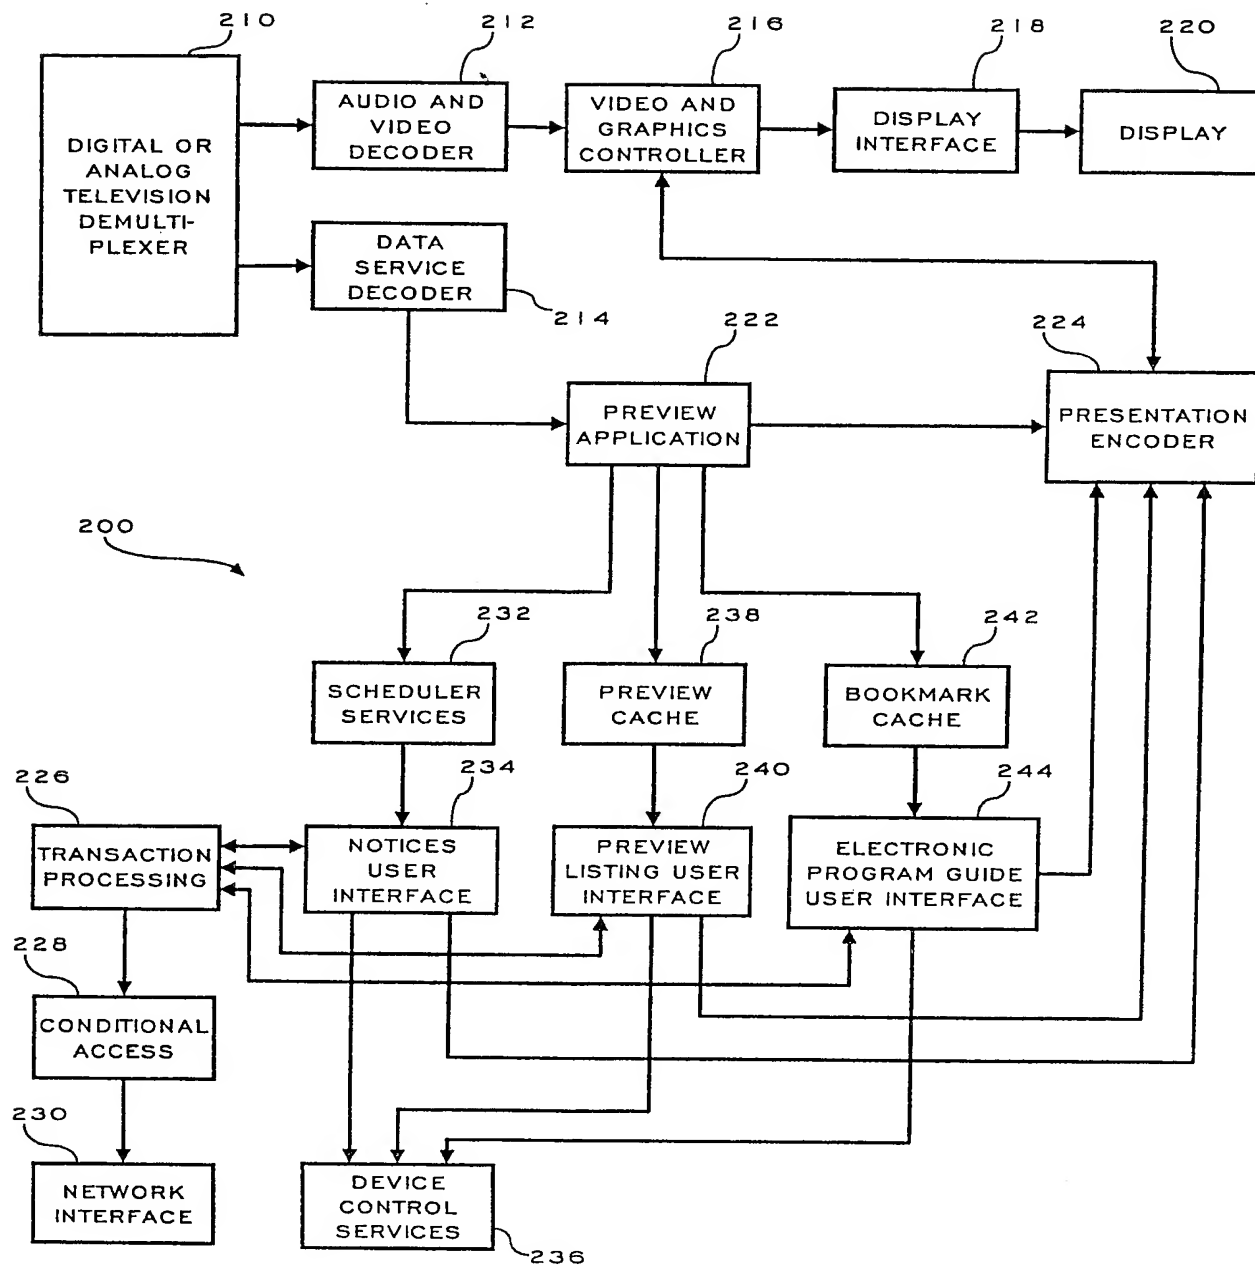 210
212
216
218
220
DIGITAL OR
ANALOG
TELEVISION
DEMULTI-
PLEXER
AUDIO AND
VIDEO
DECODER
VIDEO AND
GRAPHICS
CONTROLLER
DISPLAY
INTERFACE
DISPLAY
DATA
SERVICE
DECODER
214
222
224
PREVIEW
APPLICATION
PRESENTATION
ENCODER
200
232
238
242
SCHEDULER
SERVICES
PREVIEW
CACHE
BOOKMARK
CACHE
226
234
240
244
TRANSACTION
PROCESSING
NOTICES
USER
INTERFACE
PREVIEW
LISTING USER
INTERFACE
ELECTRONIC
PROGRAM GUIDE
USER INTERFACE
228
CONDITIONAL
ACCESS
230
NETWORK
INTERFACE
DEVICE
CONTROL
SERVICES
236